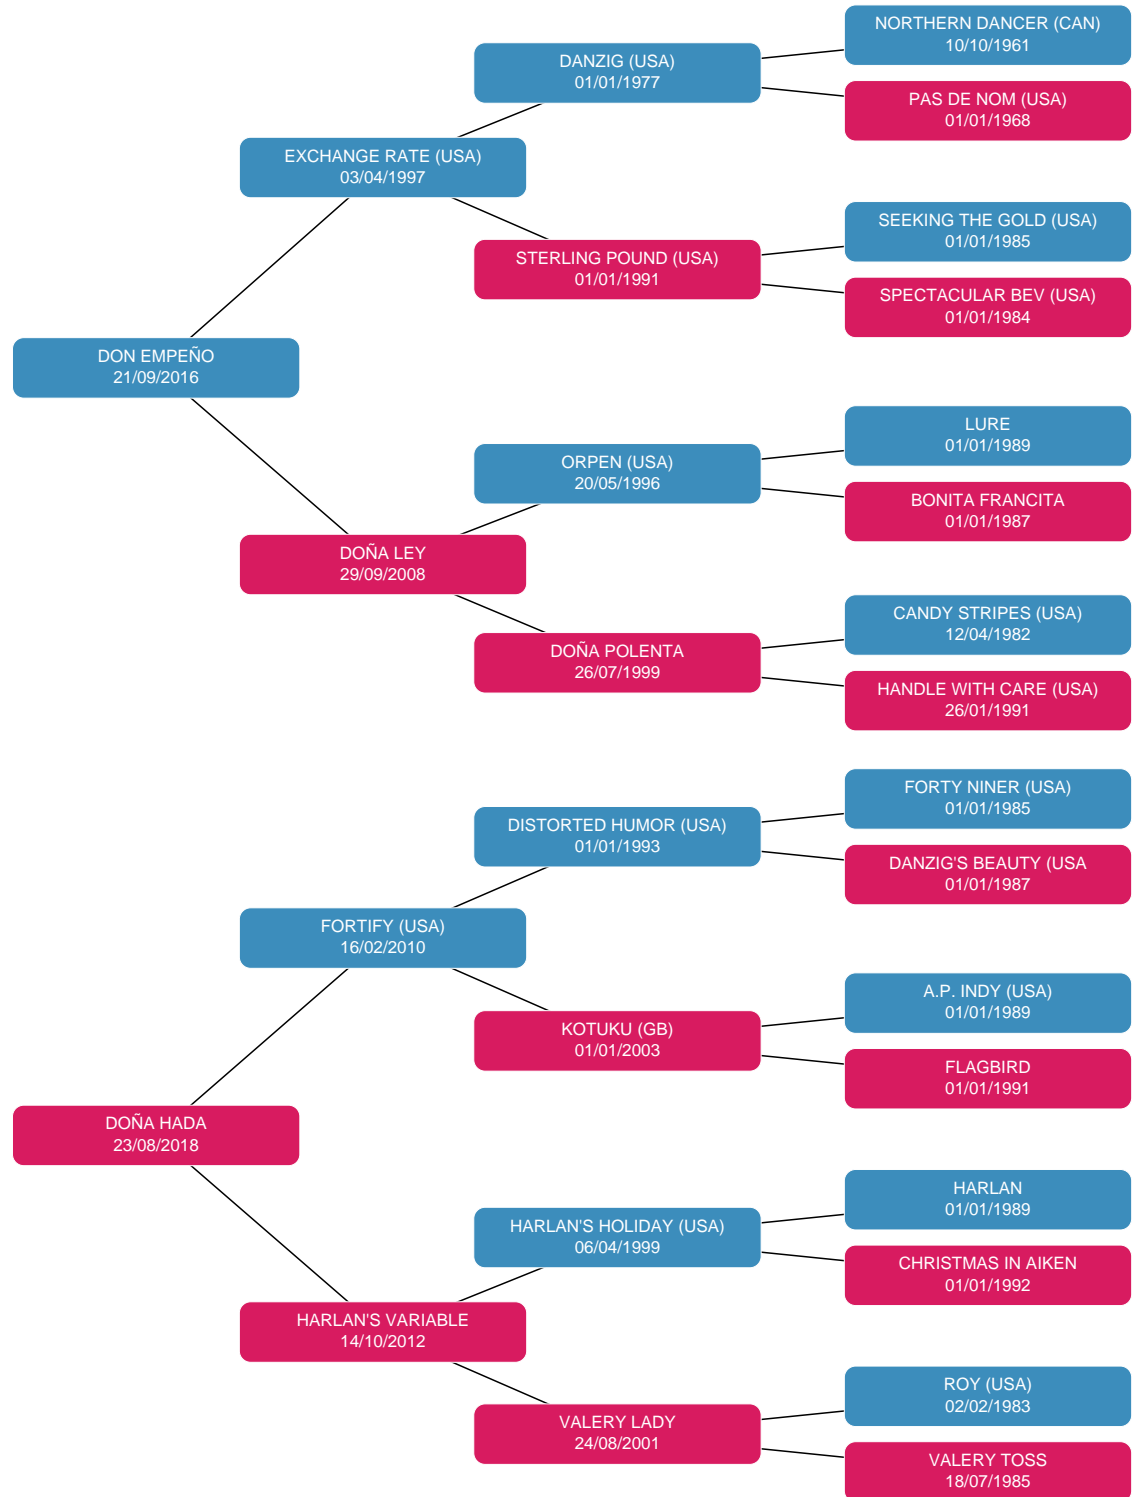 NORTHERN DANCER (CAN)
10/10/1961
DANZIG (USA)
01/01/1977
PAS DE NOM (USA)
01/01/1968
EXCHANGE RATE (USA)
03/04/1997
SEEKING THE GOLD (USA)
01/01/1985
STERLING POUND (USA)
01/01/1991
SPECTACULAR BEV (USA)
01/01/1984
DON EMPEÑO
21/09/2016
LURE
01/01/1989
ORPEN (USA)
20/05/1996
BONITA FRANCITA
01/01/1987
DOÑA LEY
29/09/2008
CANDY STRIPES (USA)
12/04/1982
DOÑA POLENTA
26/07/1999
HANDLE WITH CARE (USA)
26/01/1991
FORTY NINER (USA)
01/01/1985
DISTORTED HUMOR (USA)
01/01/1993
DANZIG'S BEAUTY (USA
01/01/1987
FORTIFY (USA)
16/02/2010
A.P. INDY (USA)
01/01/1989
KOTUKU (GB)
01/01/2003
FLAGBIRD
01/01/1991
DOÑA HADA
23/08/2018
HARLAN
01/01/1989
HARLAN'S HOLIDAY (USA)
06/04/1999
CHRISTMAS IN AIKEN
01/01/1992
HARLAN'S VARIABLE
14/10/2012
ROY (USA)
02/02/1983
VALERY LADY
24/08/2001
VALERY TOSS
18/07/1985